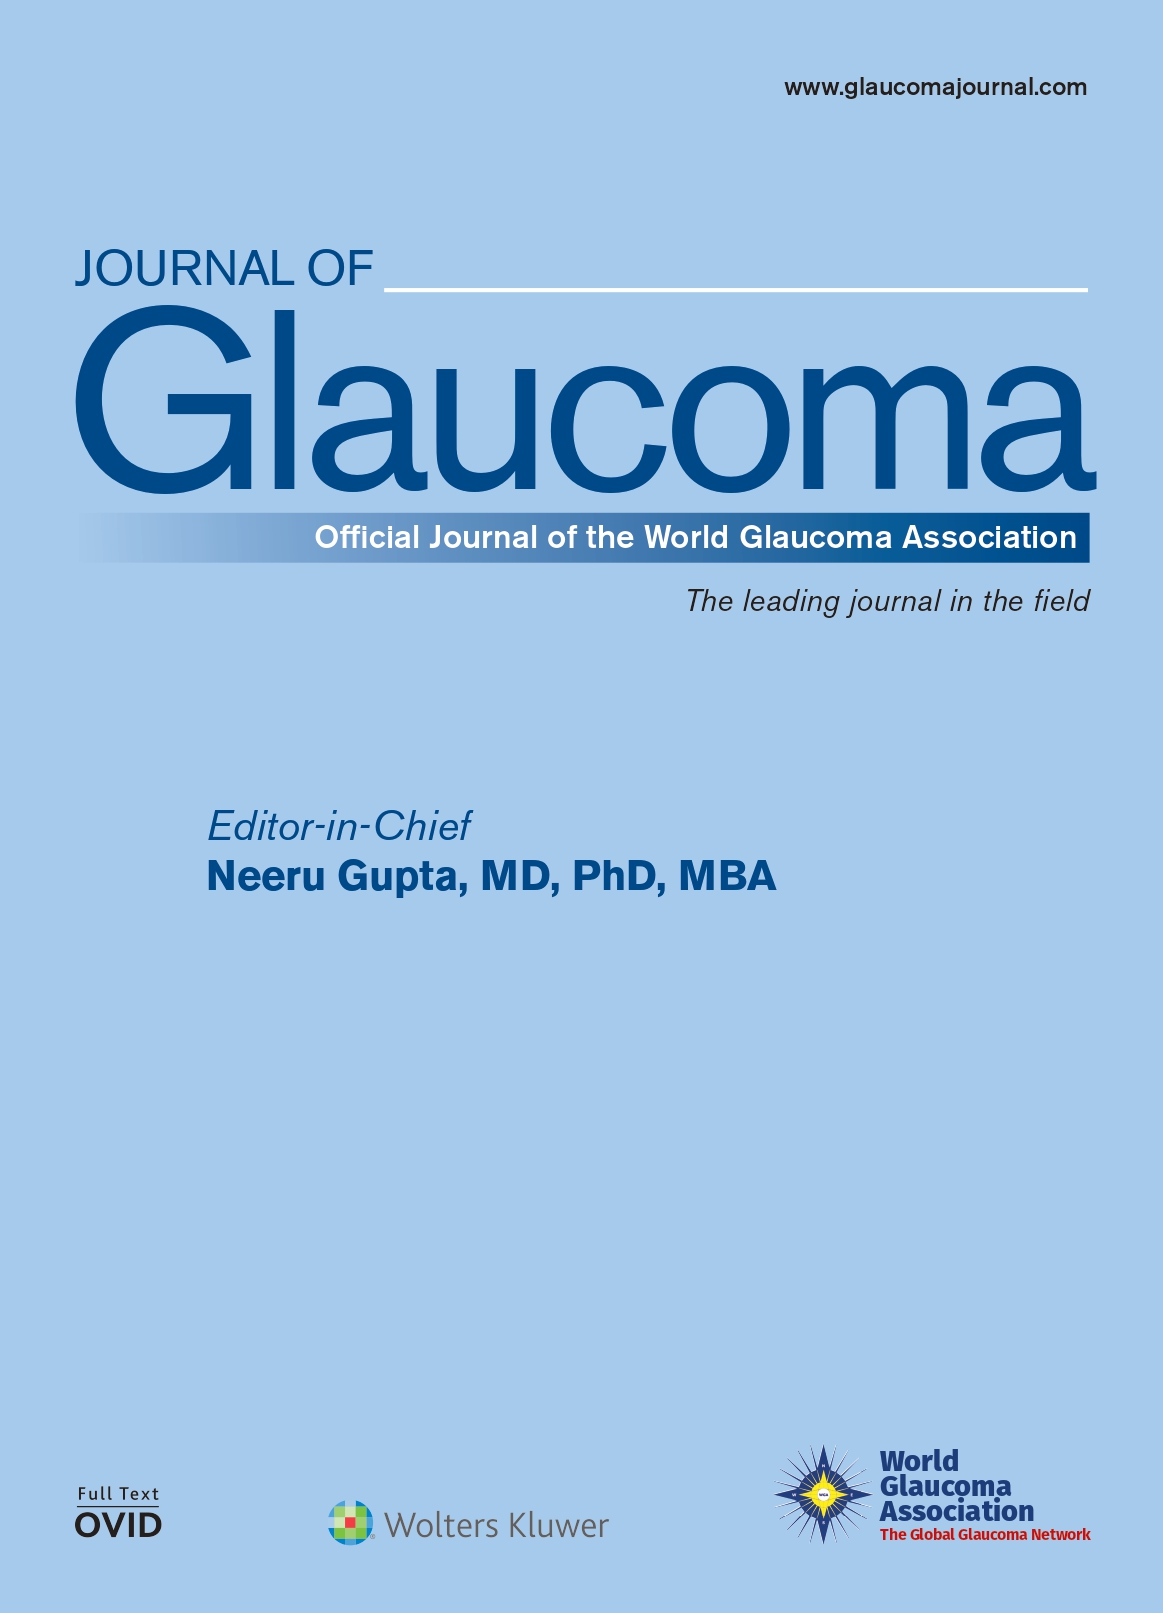 www.glaucomajournal.com
JOURNAL OF
Glaucoma
Official Journal of the World Glaucoma Association
The leading journal in the field
Editor-in-Chief
Neeru Gupta, MD, PhD, MBA
Full Text
OVID
Wolters Kluwer
World
Glaucoma
Association
The Global Glaucoma Network